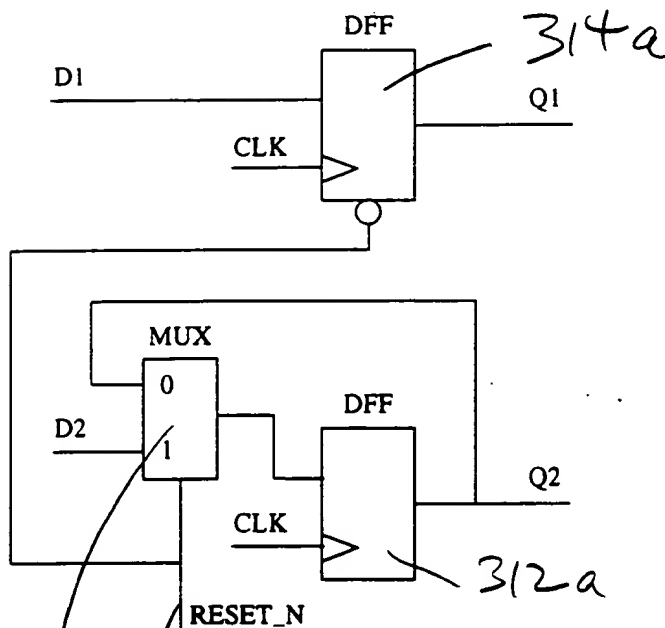 DFF
314a
D1
Q1
CLK
MUX
0
DFF
D2
1
Q2
CLK
312a
RESET_N